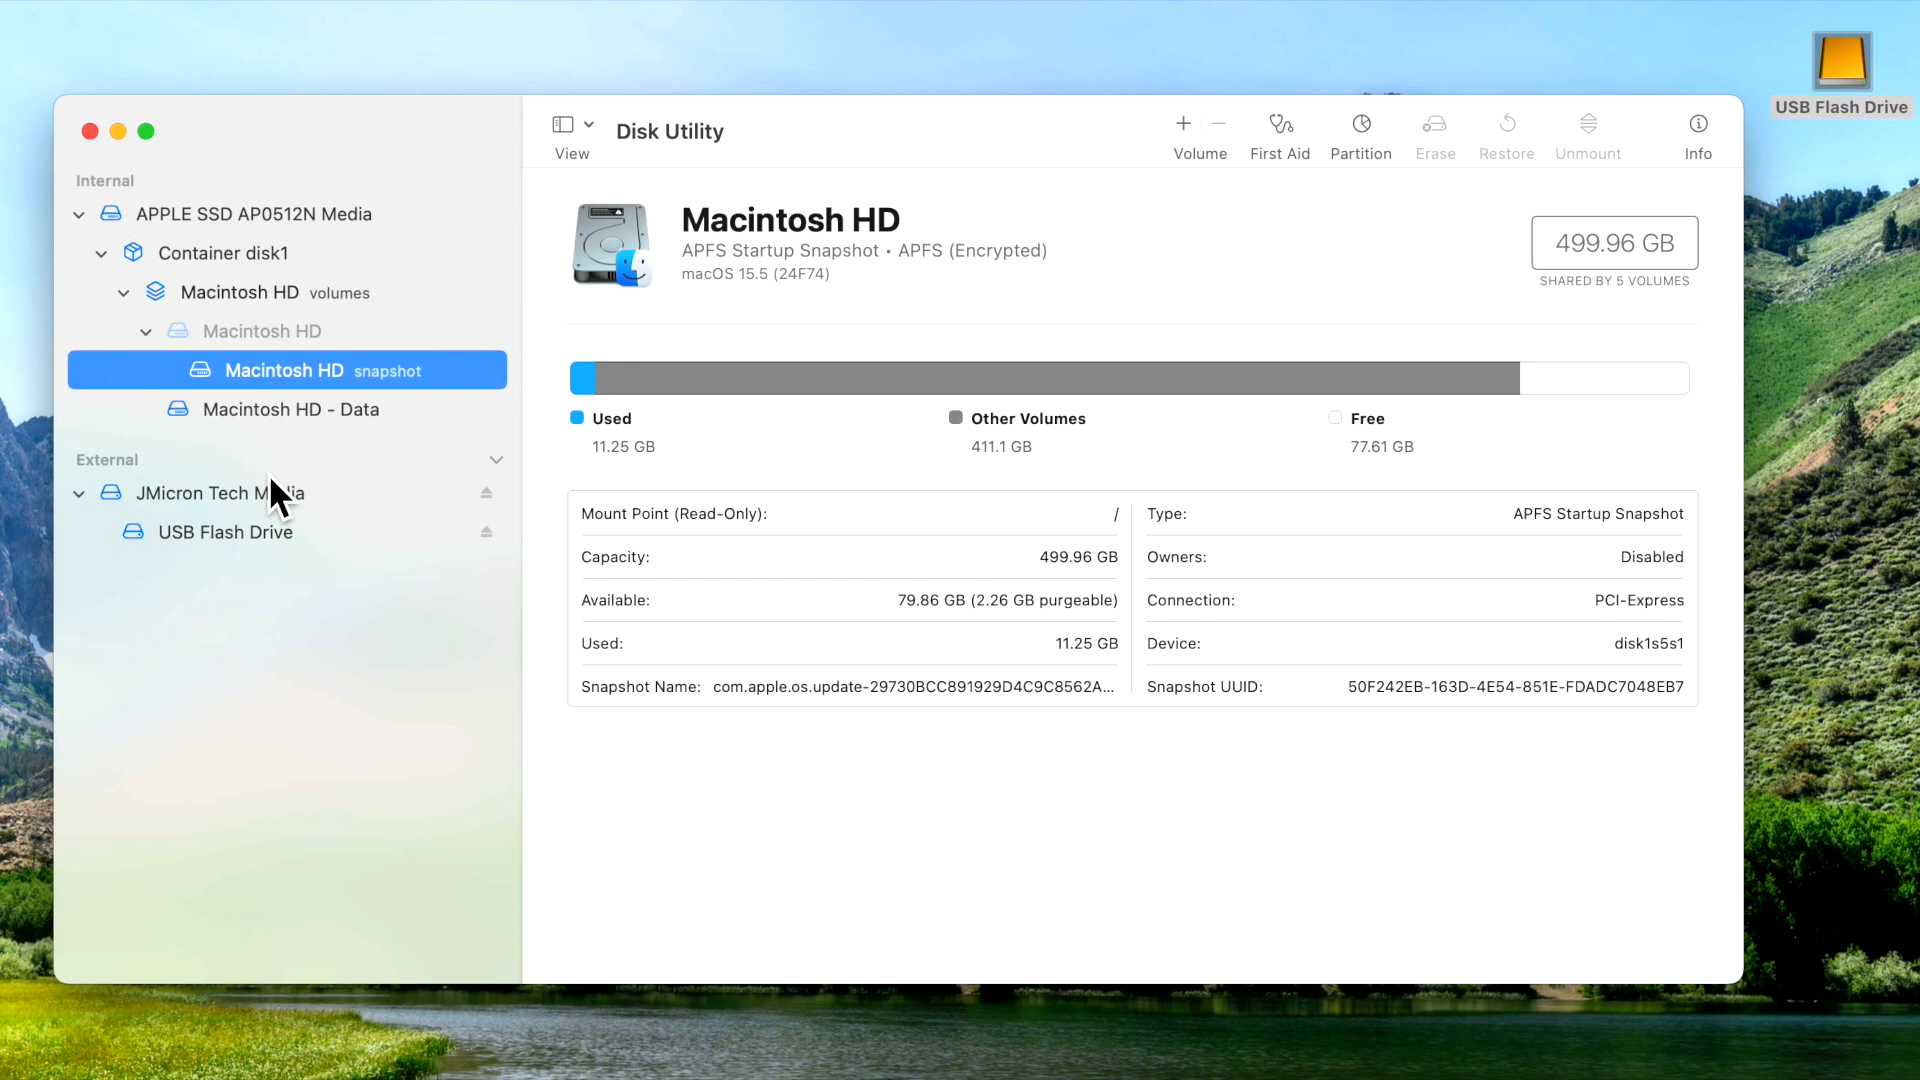 USB Flash Drive
View
Disk Utility
Volume
First Aid
Partition
Erase
Restore
Unmount
Info
Internal
APPLE SSD AP0512N Media
Container disk1
Macintosh HD volumes
Macintosh HD
Macintosh HD snapshot
Macintosh HD - Data
External
JMicron Tech Media
USB Flash Drive
Macintosh HD
APFS Startup Snapshot • APFS (Encrypted)
macOS 15.5 (24F74)
499.96 GB
SHARED BY 5 VOLUMES
Used
11.25 GB
Other Volumes
411.1 GB
Free
77.61 GB
Mount Point (Read-Only): /
Capacity: 499.96 GB
Available: 79.86 GB (2.26 GB purgeable)
Used: 11.25 GB
Snapshot Name: com.apple.os.update-29730BCC891929D4C9C8562A...
Type: APFS Startup Snapshot
Owners: Disabled
Connection: PCI-Express
Device: disk1s5s1
Snapshot UUID: 50F242EB-163D-4E54-851E-FDADC7048EB7